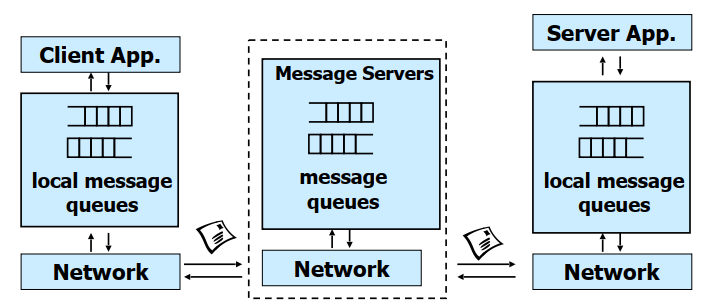 Client App.
local message
queues
Network
Message Servers
message
queues
Network
Server App.
local message
queues
Network